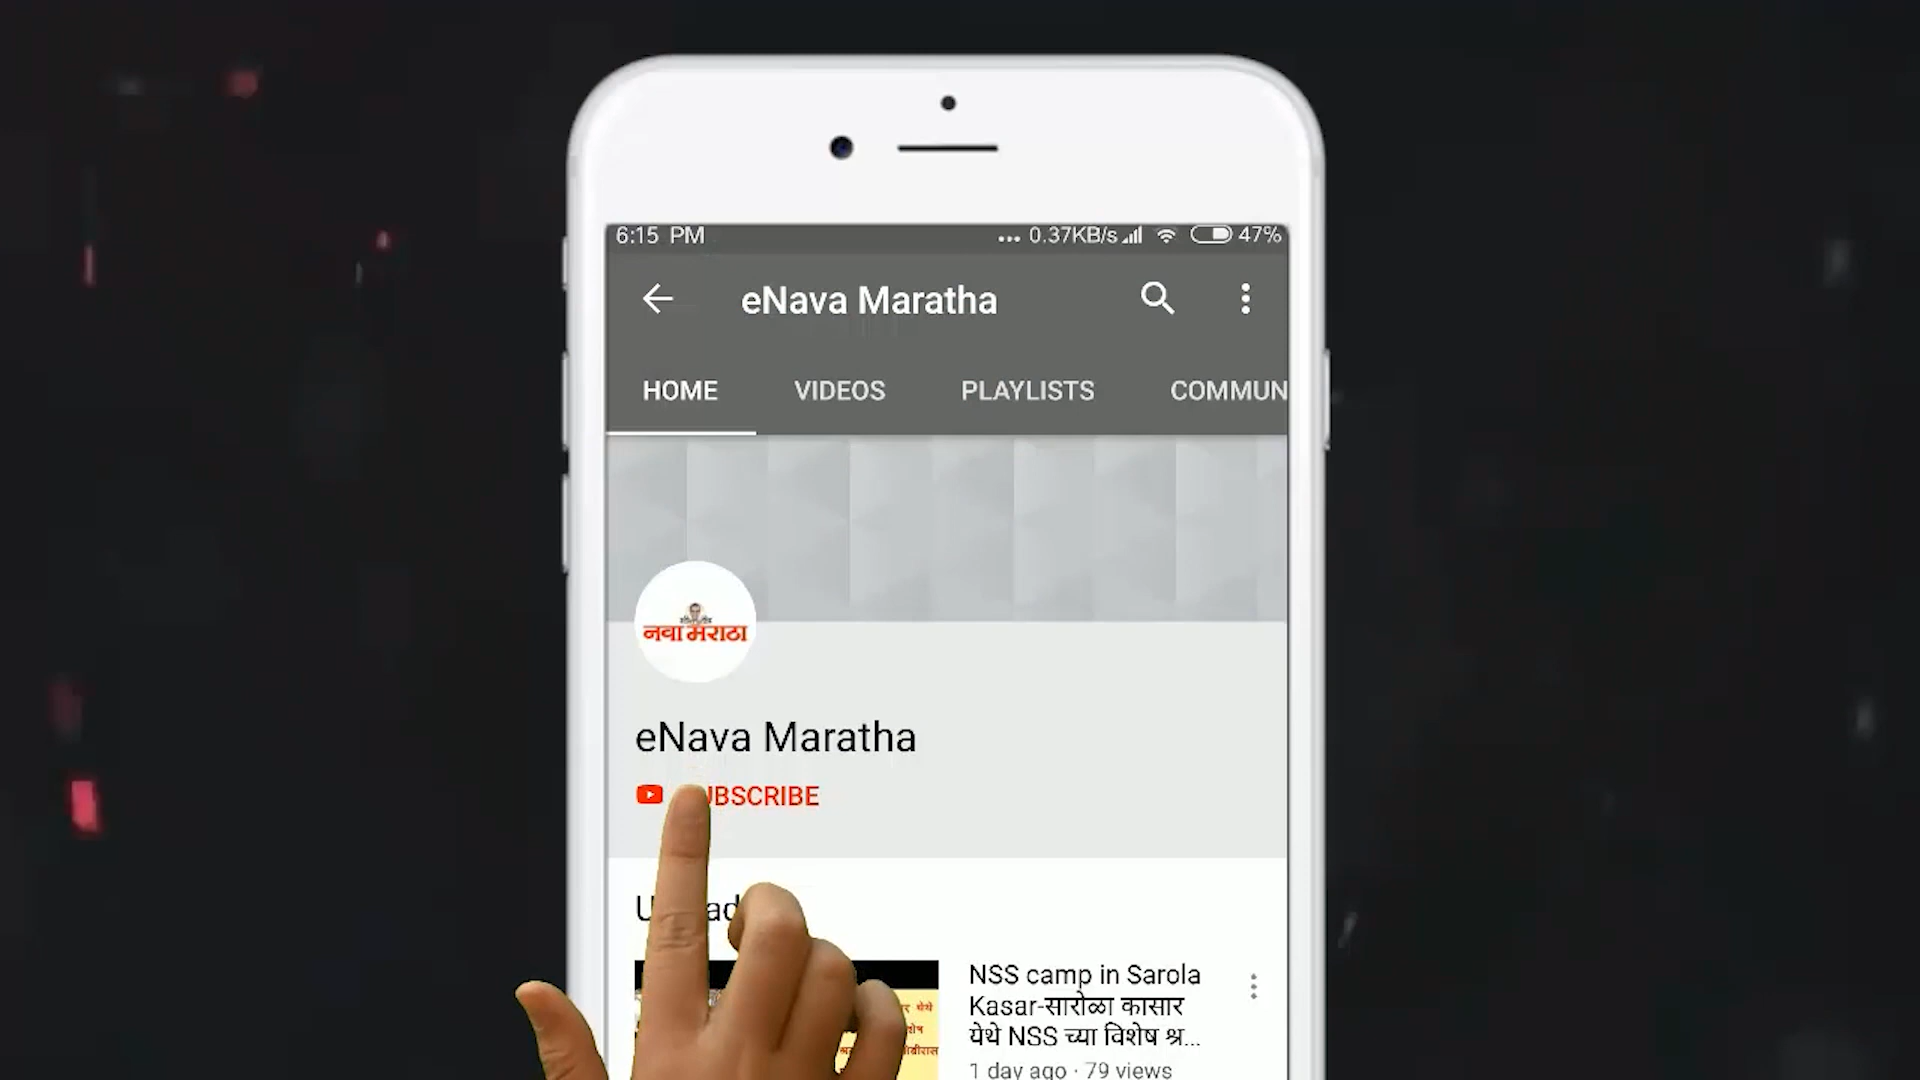 6:15 PM
0.37KB/s 47%
eNava Maratha
HOME VIDEOS PLAYLISTS COMMUN
नवा मराठा
eNava Maratha
UBSCRIBE
NSS camp in Sarola
Kasar-सारोळा कासार
येथे NSS च्या विशेष श्र...
1 day ago · 79 views